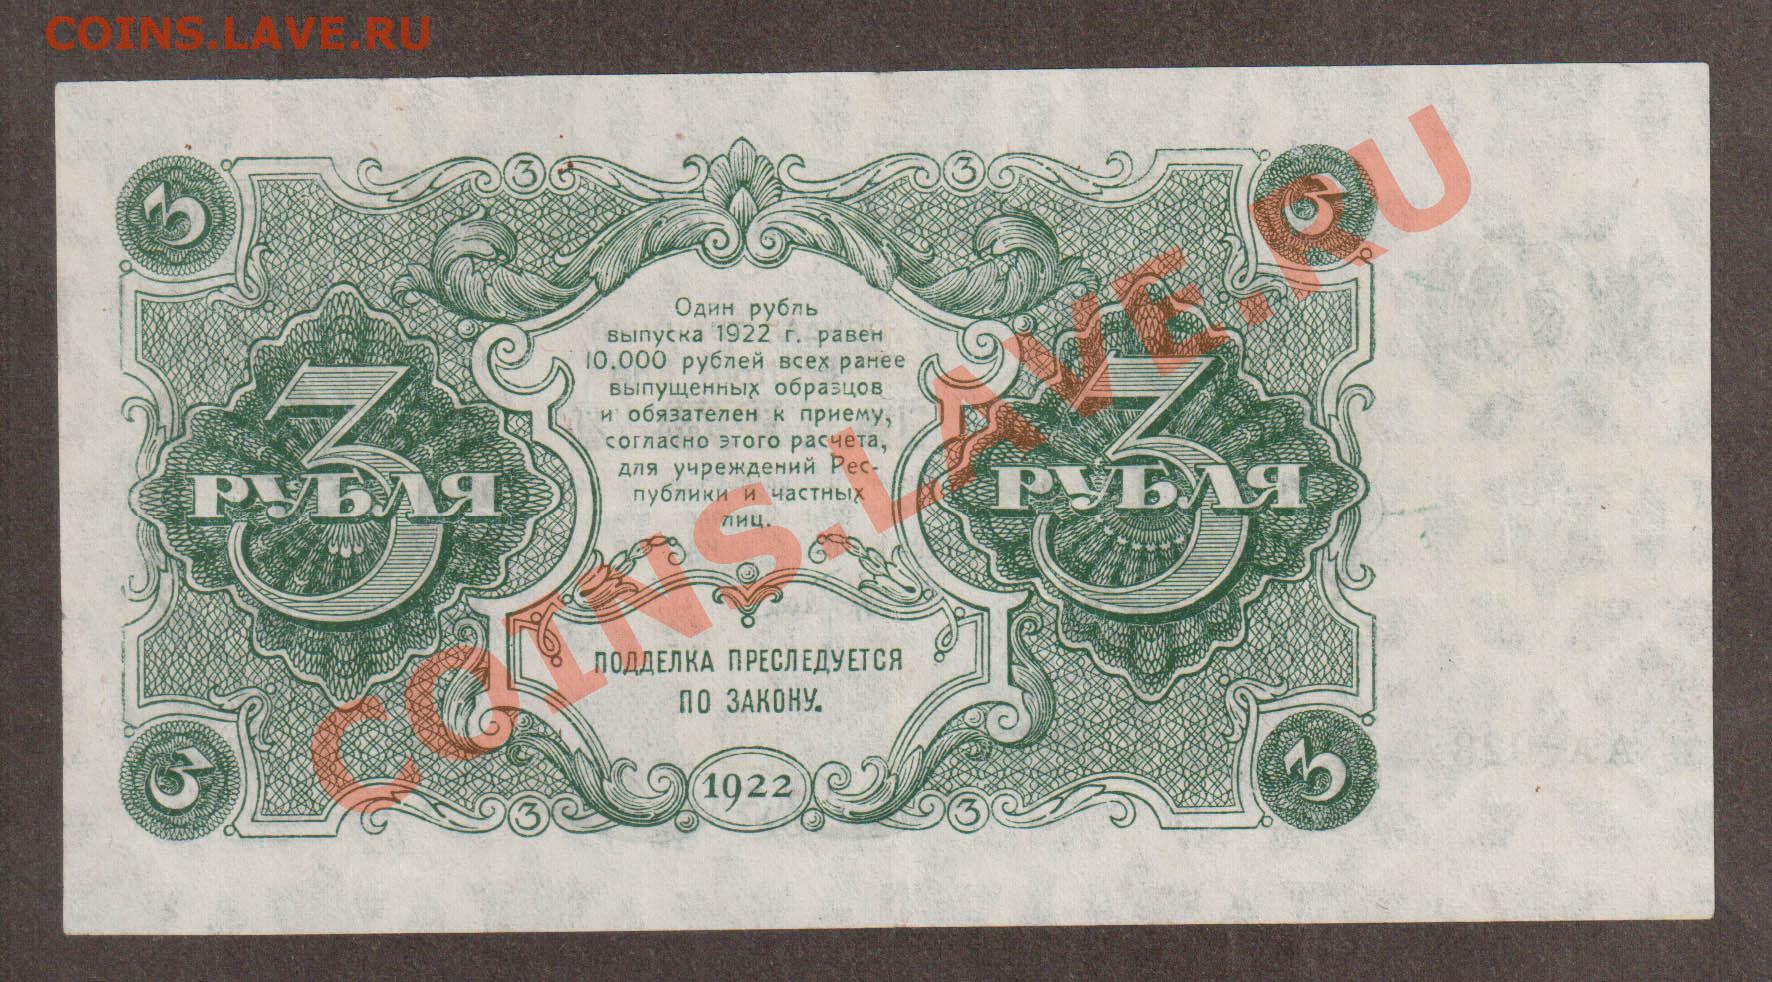 COINS.LAVE.RU
3 3 3 3
Один рубль
выпуска 1922 г. равен
10.000 рублей всех ранее
выпущенных образцов
и обязателен к приему,
согласно этого расчета,
для учреждений Рес-
публики и частных
лиц.
3 РУБЛЯ 3 РУБЛЯ
COINS.LAVE.RU
ПОДДЕЛКА ПРЕСЛЕДУЕТСЯ
ПО ЗАКОНУ.
3 3 1922 3 3